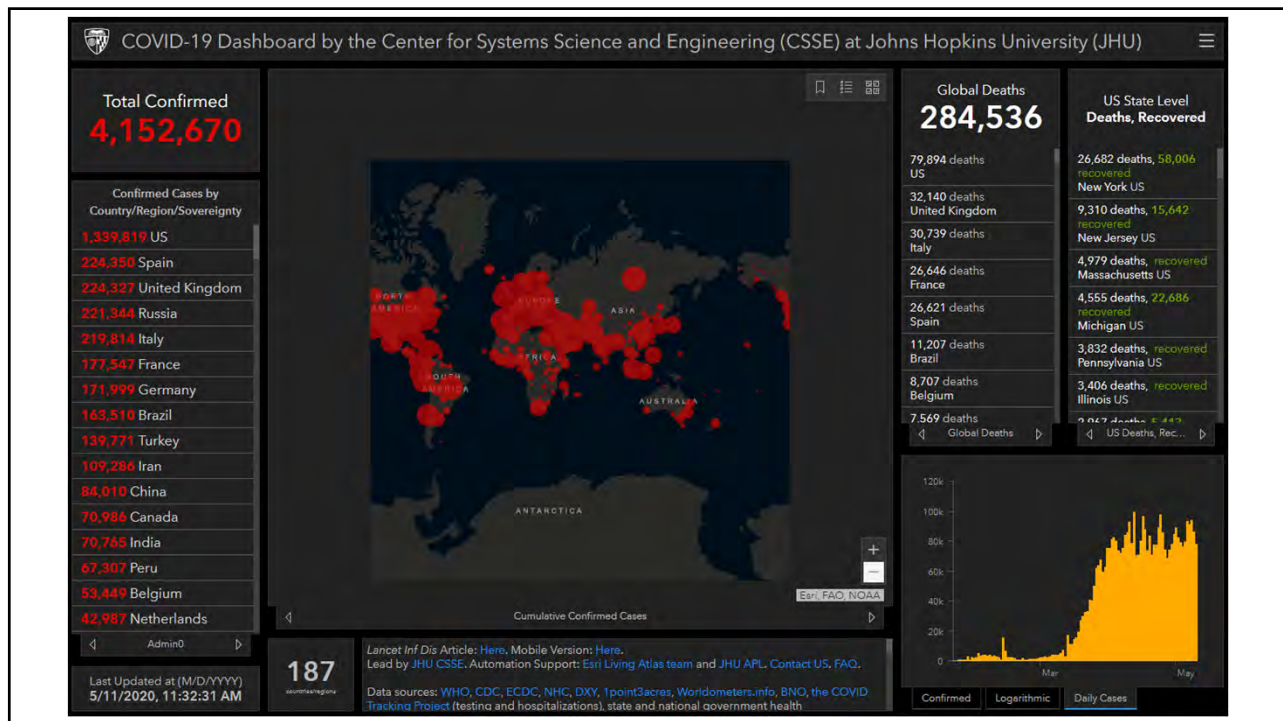 COVID-19 Dashboard by the Center for Systems Science and Engineering (CSSE) at Johns Hopkins University (JHU)
Total Confirmed
4,152,670
Confirmed Cases by
Country/Region/Sovereignty
1,339,819 US
224,350 Spain
224,327 United Kingdom
221,344 Russia
219,814 Italy
177,547 France
171,999 Germany
163,510 Brazil
139,771 Turkey
109,286 Iran
84,010 China
70,986 Canada
70,765 India
67,307 Peru
53,449 Belgium
42,987 Netherlands
Admin0
Last Updated at (M/D/YYYY)
5/11/2020, 11:32:31 AM
NORTH
AMERICA
EUROPE
ASIA
AFRICA
SOUTH
AMERICA
AUSTRALIA
ANTARCTICA
+
−
Esri, FAO, NOAA
Cumulative Confirmed Cases
187
countries/regions
Lancet Inf Dis Article: Here. Mobile Version: Here.
Lead by JHU CSSE. Automation Support: Esri Living Atlas team and JHU APL. Contact US. FAQ.
Data sources: WHO, CDC, ECDC, NHC, DXY, 1point3acres, Worldometers.info, BNO, the COVID
Tracking Project (testing and hospitalizations), state and national government health
Global Deaths
284,536
79,894 deaths
US
32,140 deaths
United Kingdom
30,739 deaths
Italy
26,646 deaths
France
26,621 deaths
Spain
11,207 deaths
Brazil
8,707 deaths
Belgium
7,569 deaths
Global Deaths
US State Level
Deaths, Recovered
26,682 deaths, 58,006
recovered
New York US
9,310 deaths, 15,642
recovered
New Jersey US
4,979 deaths, recovered
Massachusetts US
4,555 deaths, 22,686
recovered
Michigan US
3,832 deaths, recovered
Pennsylvania US
3,406 deaths, recovered
Illinois US
US Deaths, Rec...
120k
100k
80k
60k
40k
20k
0
Mar
May
Confirmed
Logarithmic
Daily Cases